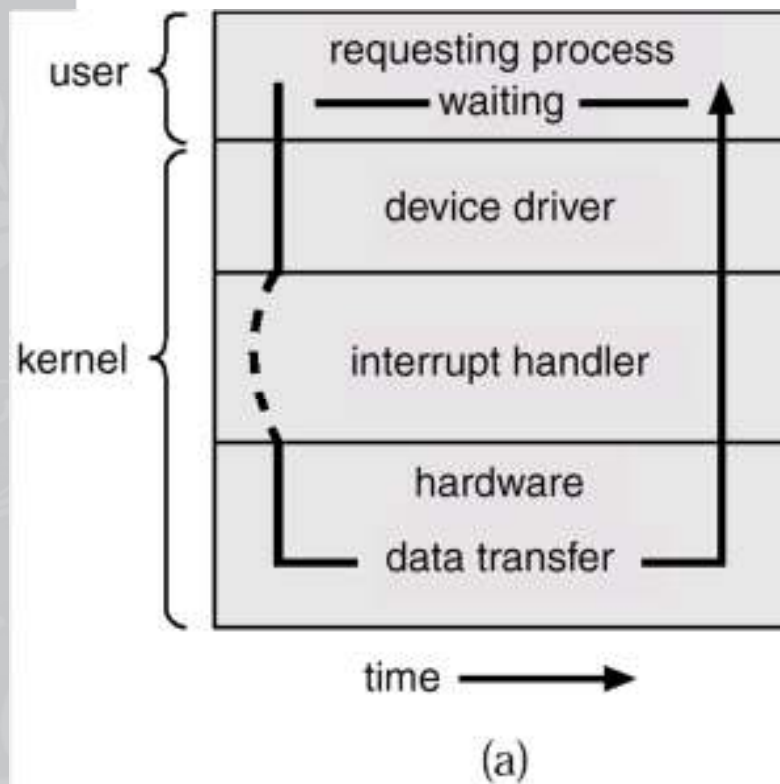 user
requesting process
waiting
device driver
kernel
interrupt handler
hardware
data transfer
time
(a)